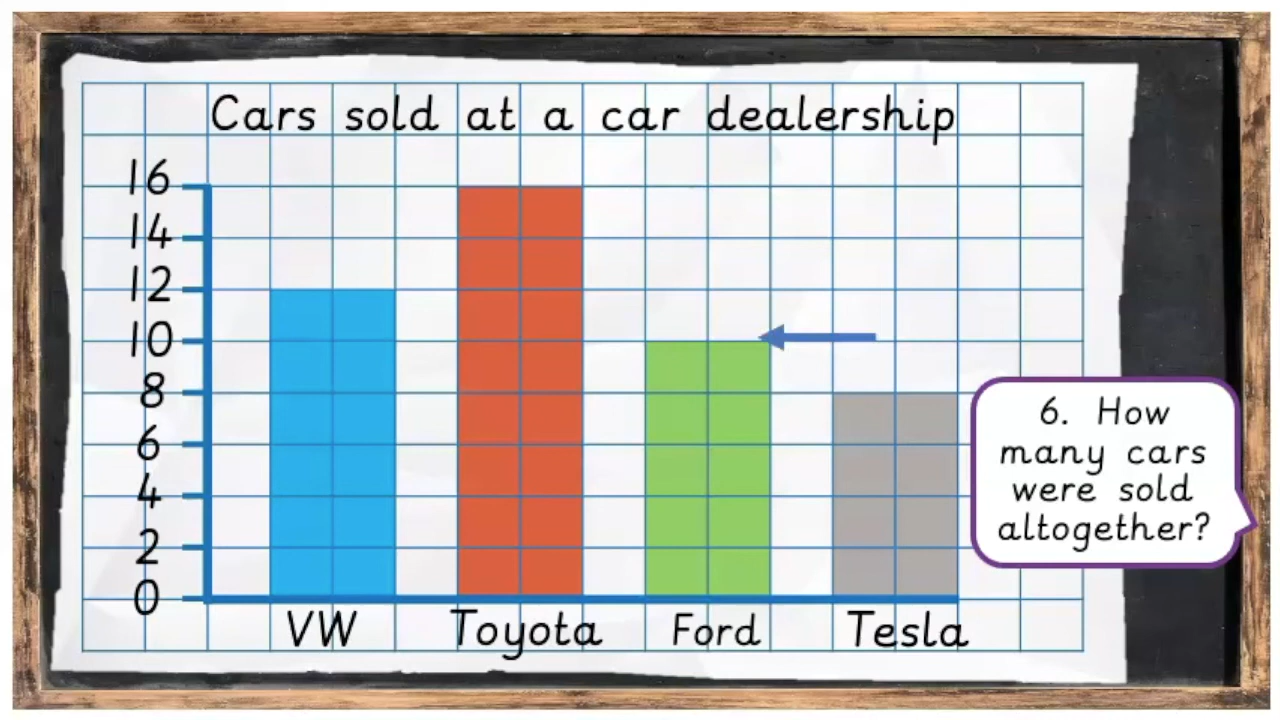 Cars sold at a car dealership
16
14
12
10
8
6
4
2
0
VW Toyota Ford Tesla
6. How
many cars
were sold
altogether?